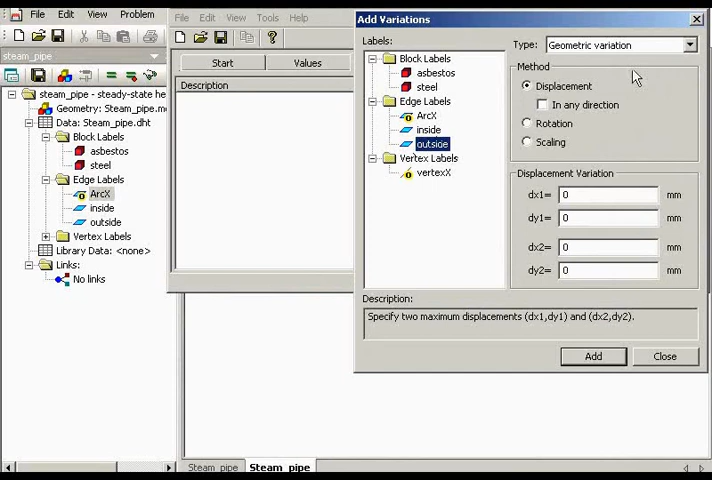 File Edit View Problem
steam_pipe
steam_pipe - steady-state he
Geometry: Steam_pipe.m
Data: Steam_pipe.dht
Block Labels
asbestos
steel
Edge Labels
ArcX
inside
outside
Vertex Labels
Library Data: <none>
Links:
No links
File Edit View Tools Help
Start Values
Description
Add Variations
Labels:
Block Labels
asbestos
steel
Edge Labels
ArcX
inside
outside
Vertex Labels
vertexX
Type: Geometric variation
Method
Displacement
In any direction
Rotation
Scaling
Displacement Variation
dx1= 0 mm
dy1= 0 mm
dx2= 0 mm
dy2= 0 mm
Description:
Specify two maximum displacements (dx1,dy1) and (dx2,dy2).
Add Close
Steam_pipe Steam_pipe